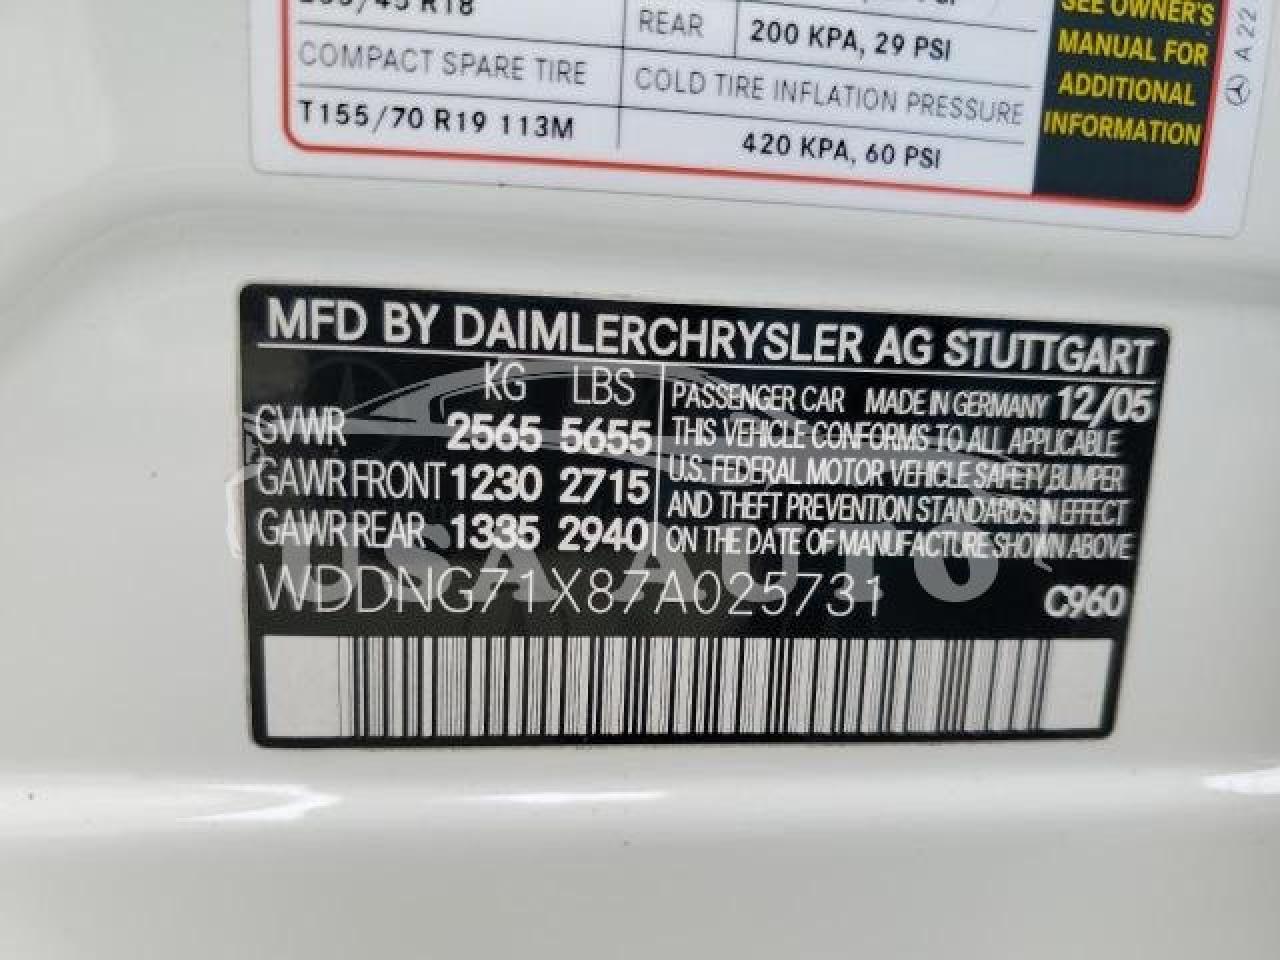 R18
REAR 200 KPA, 29 PSI
COMPACT SPARE TIRE COLD TIRE INFLATION PRESSURE
T155/70 R19 113M 420 KPA, 60 PSI
SEE OWNER'S
MANUAL FOR
ADDITIONAL
INFORMATION
A 22
MFD BY DAIMLERCHRYSLER AG STUTTGART
KG LBS
GVWR 2565 5655
GAWR FRONT 1230 2715
GAWR REAR 1335 2940
PASSENGER CAR MADE IN GERMANY 12/05
THIS VEHICLE CONFORMS TO ALL APPLICABLE
U.S. FEDERAL MOTOR VEHICLE SAFETY, BUMPER
AND THEFT PREVENTION STANDARDS IN EFFECT
ON THE DATE OF MANUFACTURE SHOWN ABOVE
USA AUTO
WDDNG71X87A025731 C960